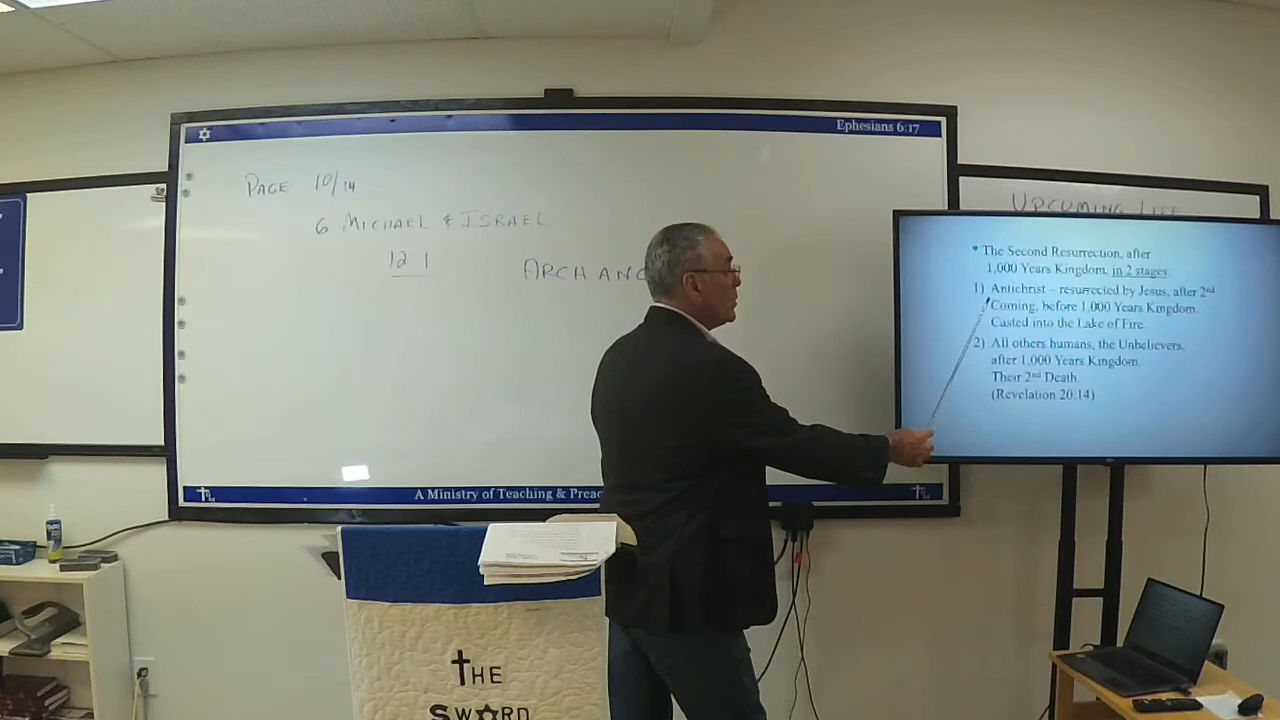 Ephesians 6:17
PAGE 10/14
6 MICHAEL & ISRAEL
12 1
ARCHANG
A Ministry of Teaching & Preac
UPCOMING LIFE
* The Second Resurrection, after
1,000 Years Kingdom, in 2 stages:
1) Antichrist – resurrected by Jesus, after 2nd
Coming, before 1,000 Years Kingdom.
Casted into the Lake of Fire.
2) All others humans, the Unbelievers,
after 1,000 Years Kingdom.
Their 2nd Death.
(Revelation 20:14)
THE
SWORD